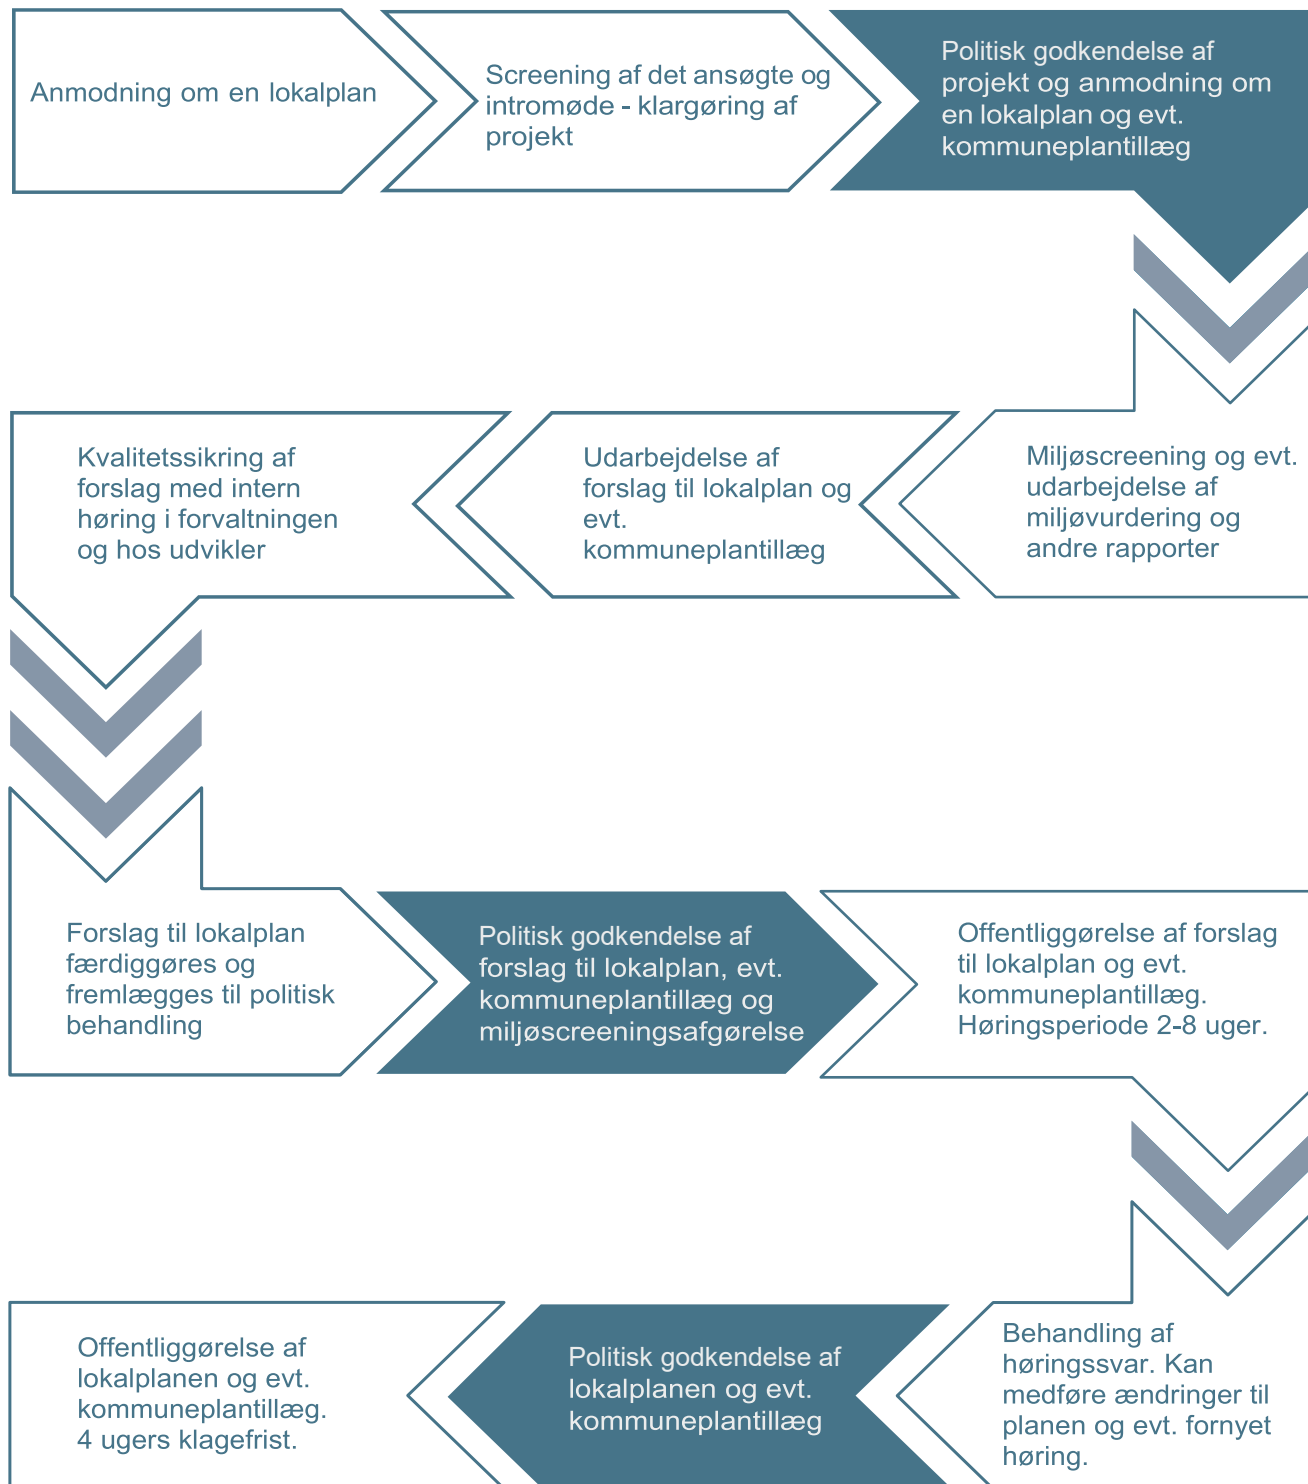 Anmodning om en lokalplan
Screening af det ansøgte og
intromøde - klargøring af
projekt
Politisk godkendelse af
projekt og anmodning om
en lokalplan og evt.
kommuneplantillæg
Miljøscreening og evt.
udarbejdelse af
miljøvurdering og
andre rapporter
Udarbejdelse af
forslag til lokalplan og
evt.
kommuneplantillæg
Kvalitetssikring af
forslag med intern
høring i forvaltningen
og hos udvikler
Forslag til lokalplan
færdiggøres og
fremlægges til politisk
behandling
Politisk godkendelse af
forslag til lokalplan, evt.
kommuneplantillæg og
miljøscreeningsafgørelse
Offentliggørelse af forslag
til lokalplan og evt.
kommuneplantillæg.
Høringsperiode 2-8 uger.
Behandling af
høringssvar. Kan
medføre ændringer til
planen og evt. fornyet
høring.
Politisk godkendelse af
lokalplanen og evt.
kommuneplantillæg
Offentliggørelse af
lokalplanen og evt.
kommuneplantillæg.
4 ugers klagefrist.